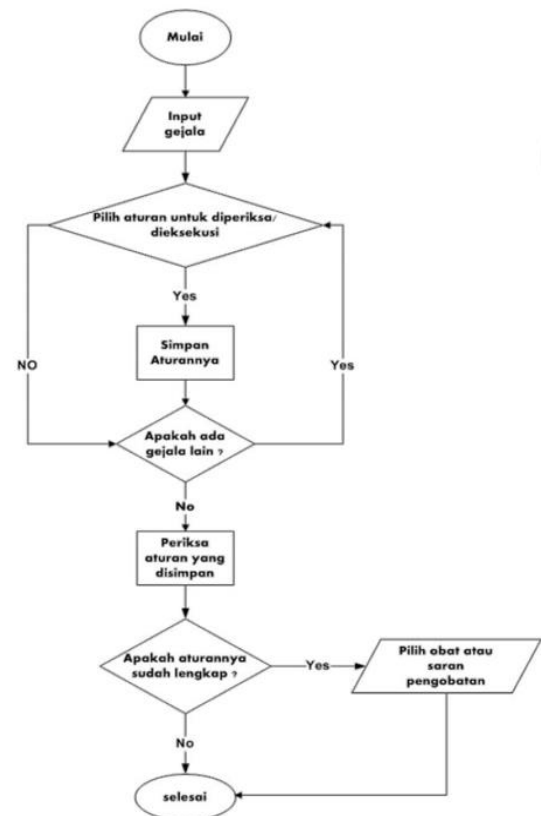 Mulai
Input
gejala
Pilih aturan untuk diperiksa/
dieksekusi
Yes
Simpan
Aturannya
NO
Yes
Apakah ada
gejala lain ?
No
Periksa
aturan yang
disimpan
Apakah aturannya
sudah lengkap ?
Yes
Pilih obat atau
saran
pengobatan
No
selesai